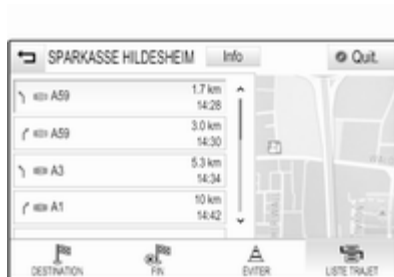 SPARKASSE HILDESHEIM Info Quit.
A59 1.7 km
14:28
A59 3.0 km
14:30
A3 5.3 km
14:34
A1 10 km
14:42
DESTINATION FIN EVITER LISTE TRAJET